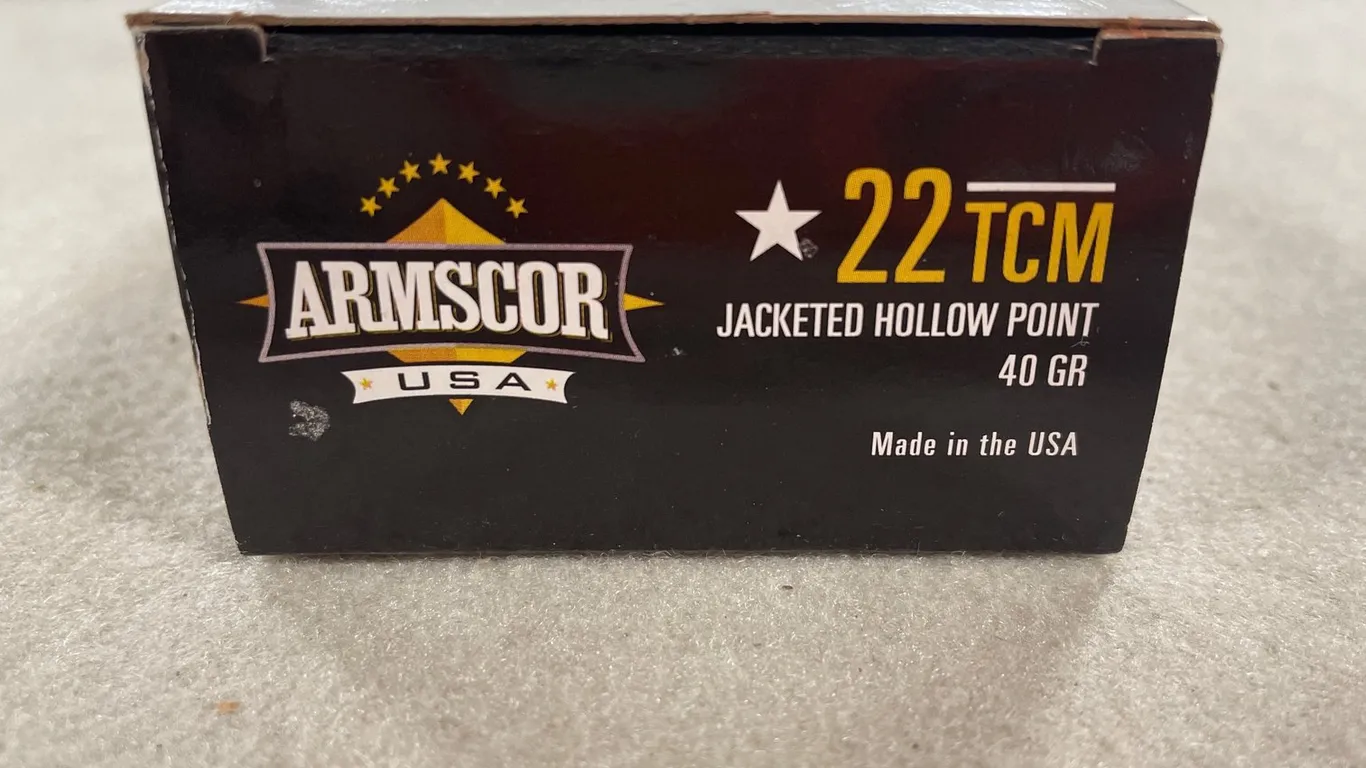 ARMSCOR
USA
22 TCM
JACKETED HOLLOW POINT
40 GR
Made in the USA